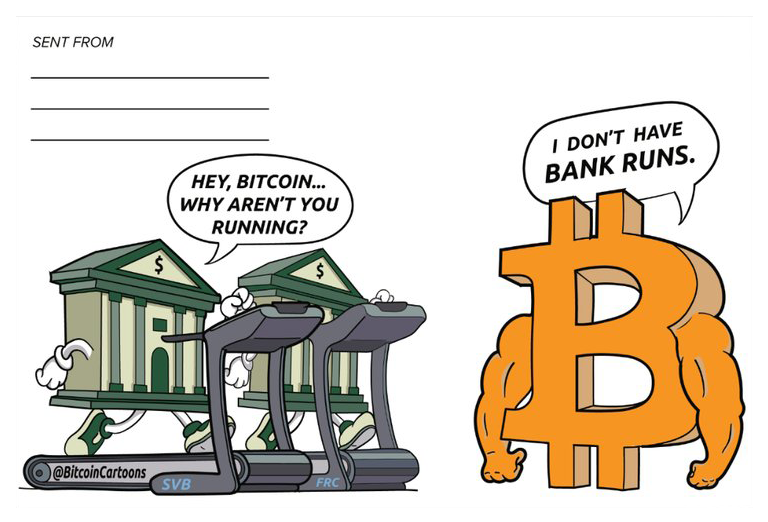 SENT FROM
HEY, BITCOIN...
WHY AREN'T YOU
RUNNING?
I DON'T HAVE
BANK RUNS.
$
$
@BitcoinCartoons
SVB
FRC